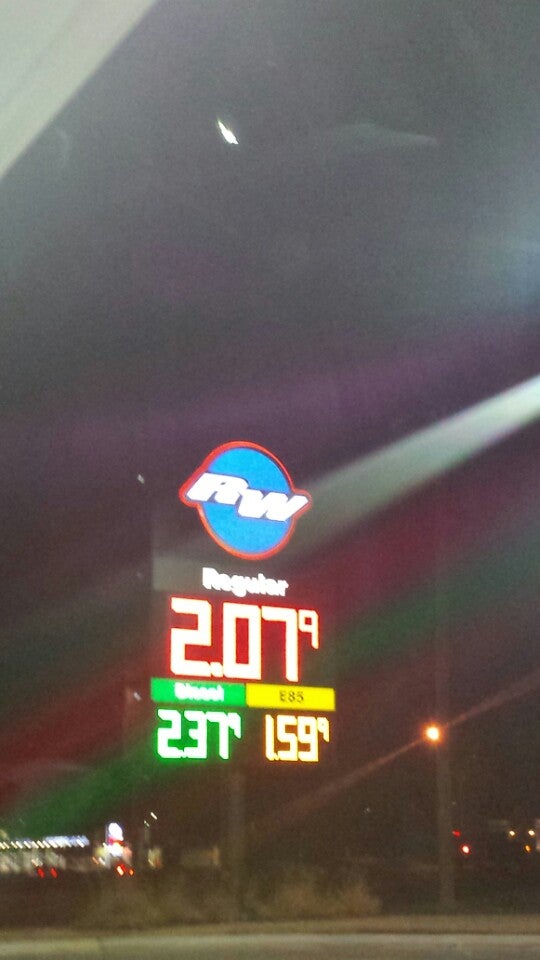 RW
Regular
2.07⁹
Diesel E85
2.37⁹ 1.59⁹